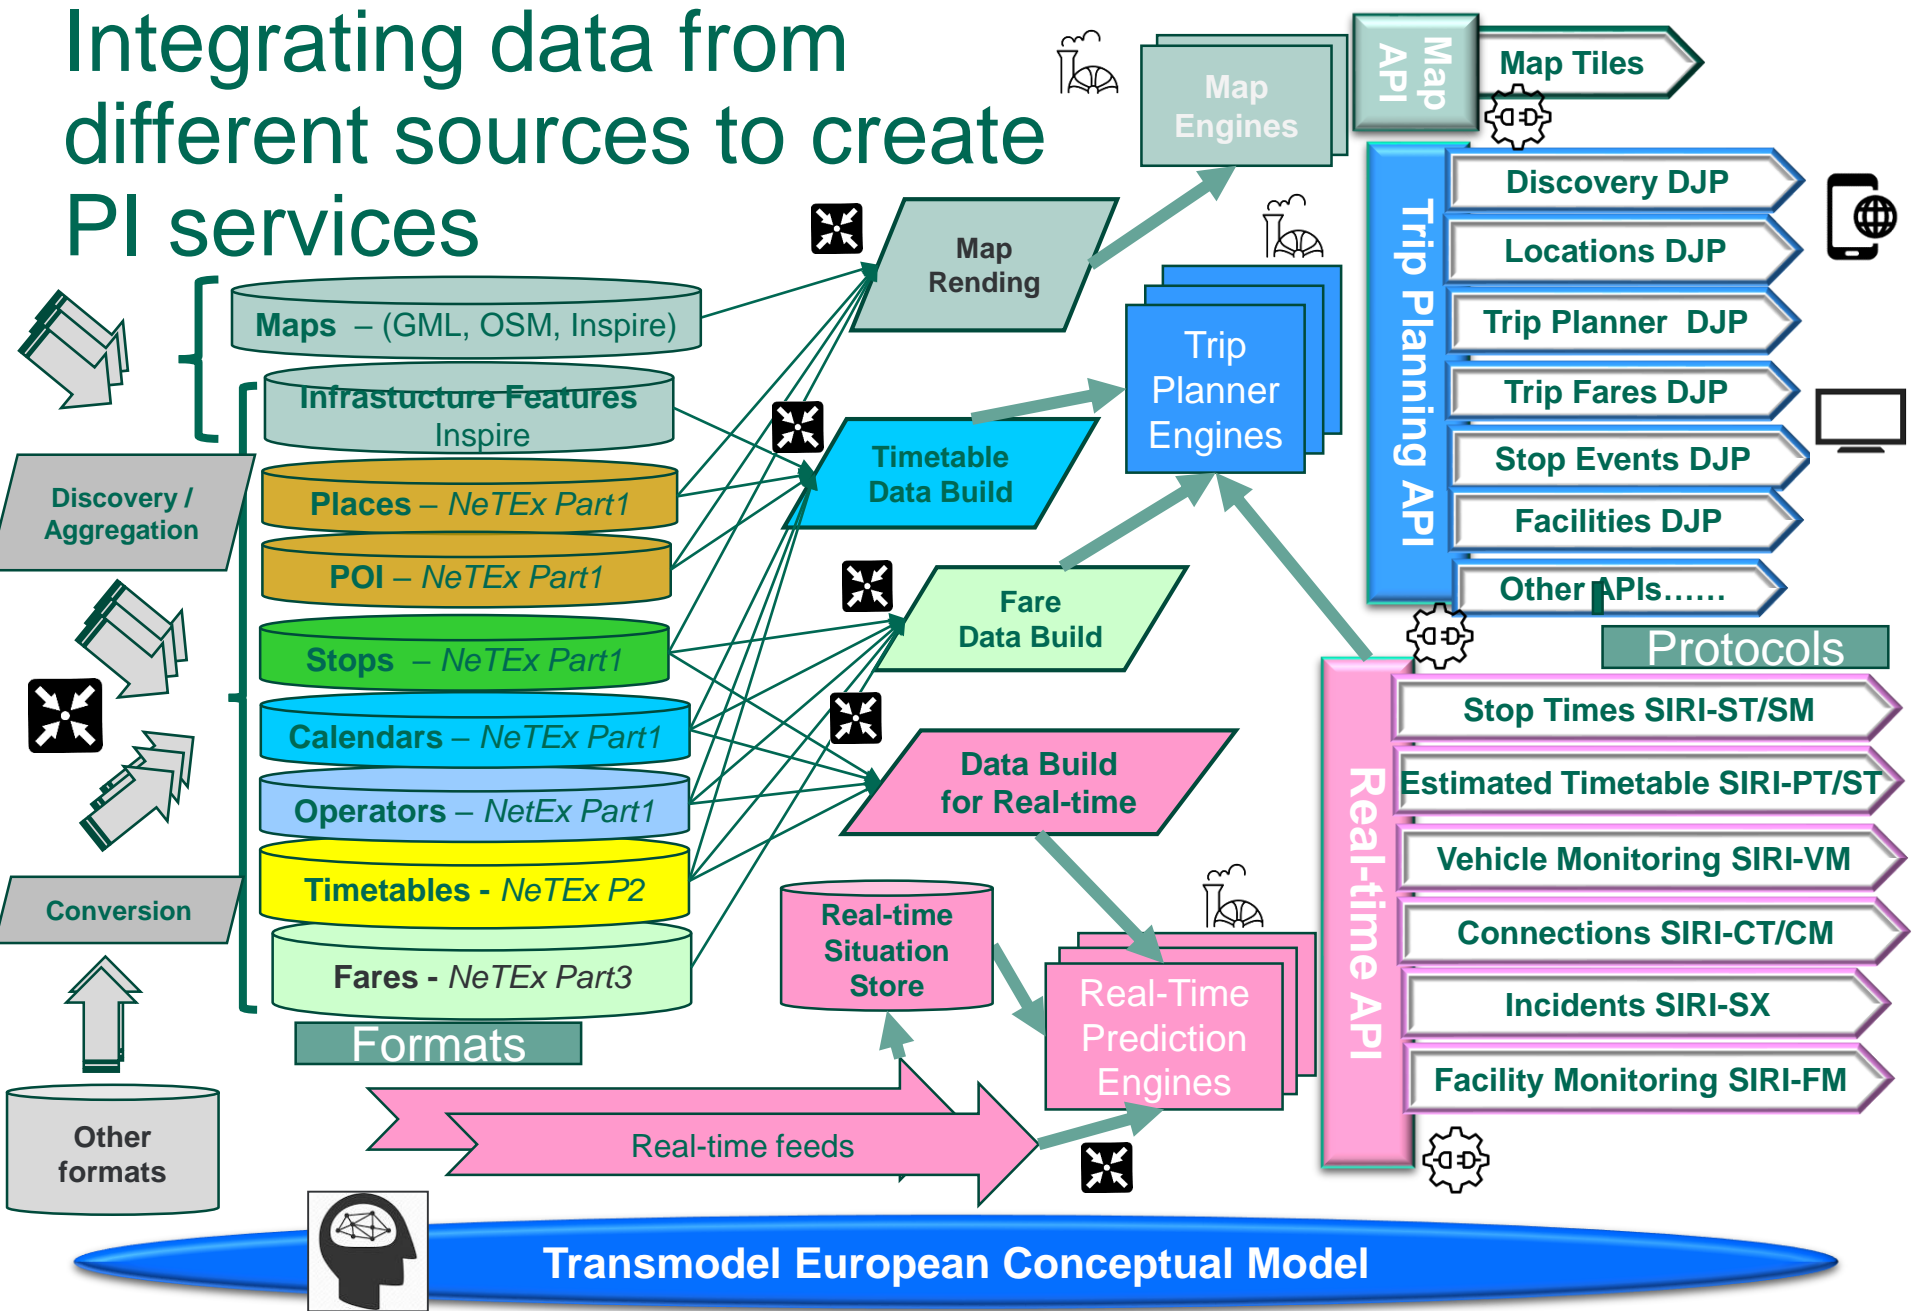 Integrating data from
different sources to create
PI services
Maps – (GML, OSM, Inspire)
Infrastucture Features
Inspire
Places – NeTEx Part1
POI – NeTEx Part1
Stops – NeTEx Part1
Calendars – NeTEx Part1
Operators – NetEx Part1
Timetables - NeTEx P2
Fares - NeTEx Part3
Formats
Discovery /
Aggregation
Conversion
Other
formats
Map
Rending
Timetable
Data Build
Fare
Data Build
Data Build
for Real-time
Real-time
Situation
Store
Real-time feeds
Map
Engines
Trip
Planner
Engines
Real-Time
Prediction
Engines
Map
API
Map Tiles
Trip Planning API
Discovery DJP
Locations DJP
Trip Planner DJP
Trip Fares DJP
Stop Events DJP
Facilities DJP
Other APIs......
Protocols
Real-time API
Stop Times SIRI-ST/SM
Estimated Timetable SIRI-PT/ST
Vehicle Monitoring SIRI-VM
Connections SIRI-CT/CM
Incidents SIRI-SX
Facility Monitoring SIRI-FM
Transmodel European Conceptual Model